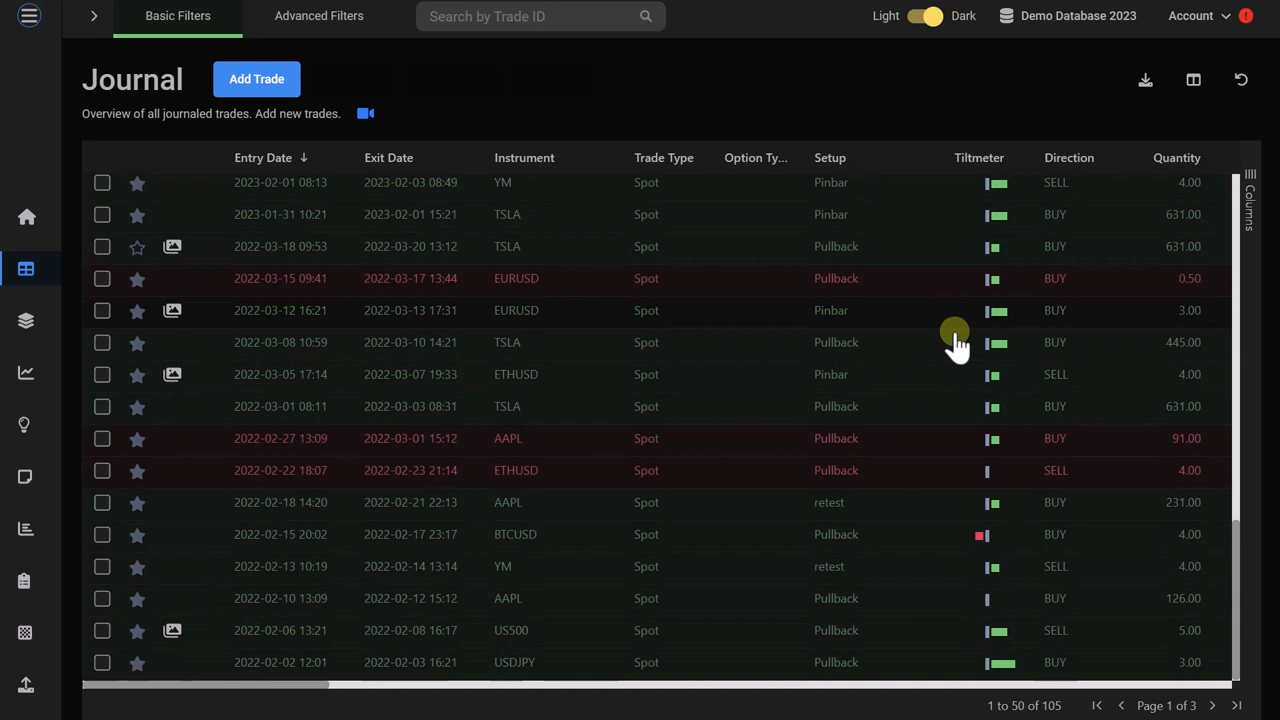 Basic Filters Advanced Filters Search by Trade ID Light Dark Demo Database 2023 Account
Journal Add Trade
Overview of all journaled trades. Add new trades.
Entry Date Exit Date Instrument Trade Type Option Ty... Setup Tiltmeter Direction Quantity
2023-02-01 08:13 2023-02-03 08:49 YM Spot Pinbar SELL 4.00
2023-01-31 10:21 2023-02-01 15:21 TSLA Spot Pinbar BUY 631.00
2022-03-18 09:53 2022-03-20 13:12 TSLA Spot Pullback BUY 631.00
2022-03-15 09:41 2022-03-17 13:44 EURUSD Spot Pullback BUY 0.50
2022-03-12 16:21 2022-03-13 17:31 EURUSD Spot Pinbar BUY 3.00
2022-03-08 10:59 2022-03-10 14:21 TSLA Spot Pullback BUY 445.00
2022-03-05 17:14 2022-03-07 19:33 ETHUSD Spot Pinbar SELL 4.00
2022-03-01 08:11 2022-03-03 08:31 TSLA Spot Pullback BUY 631.00
2022-02-27 13:09 2022-03-01 15:12 AAPL Spot Pullback BUY 91.00
2022-02-22 18:07 2022-02-23 21:14 ETHUSD Spot Pullback SELL 4.00
2022-02-18 14:20 2022-02-21 22:13 AAPL Spot retest BUY 231.00
2022-02-15 20:02 2022-02-17 23:17 BTCUSD Spot Pullback BUY 4.00
2022-02-13 10:19 2022-02-14 13:14 YM Spot retest SELL 4.00
2022-02-10 13:09 2022-02-12 15:12 AAPL Spot Pullback BUY 126.00
2022-02-06 13:21 2022-02-08 16:17 US500 Spot Pullback SELL 5.00
2022-02-02 12:01 2022-02-03 16:21 USDJPY Spot Pullback BUY 3.00
Columns
1 to 50 of 105 Page 1 of 3